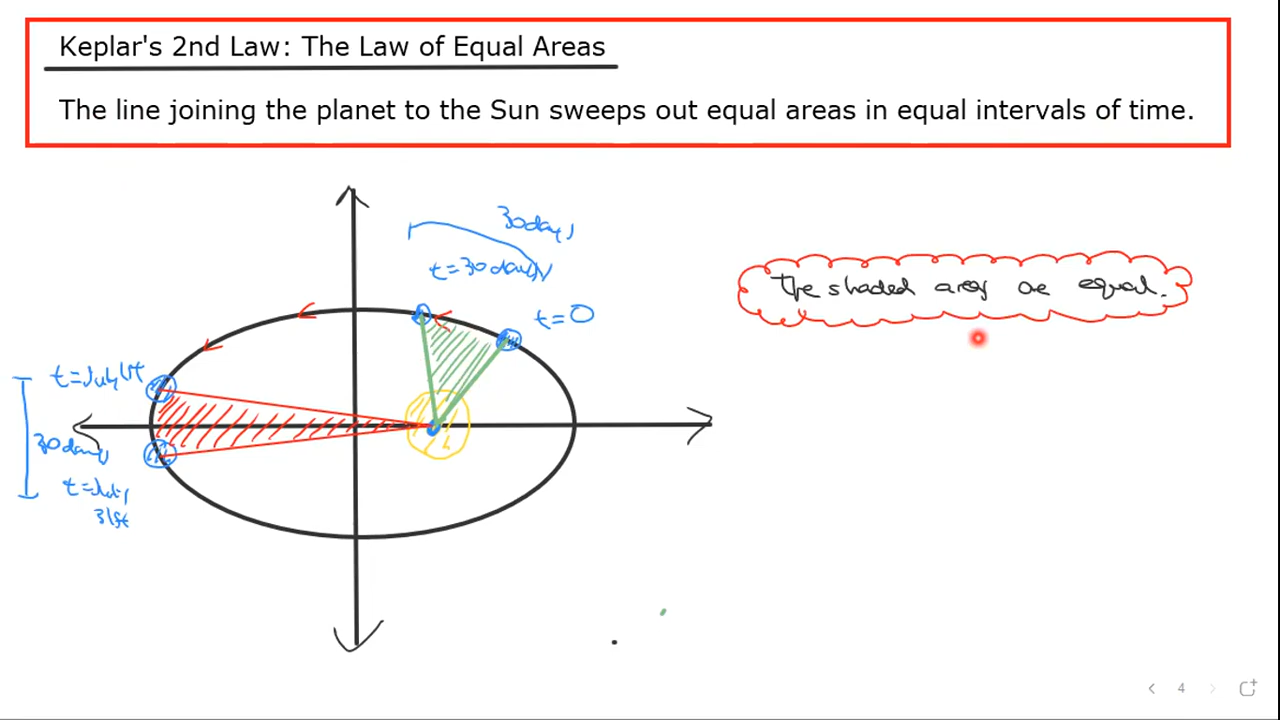 Keplar's 2nd Law: The Law of Equal Areas
The line joining the planet to the Sun sweeps out equal areas in equal intervals of time.
30days
t=30days
t=0
The shaded areas are equal.
t=July 1st
30days
t=July
31st
4